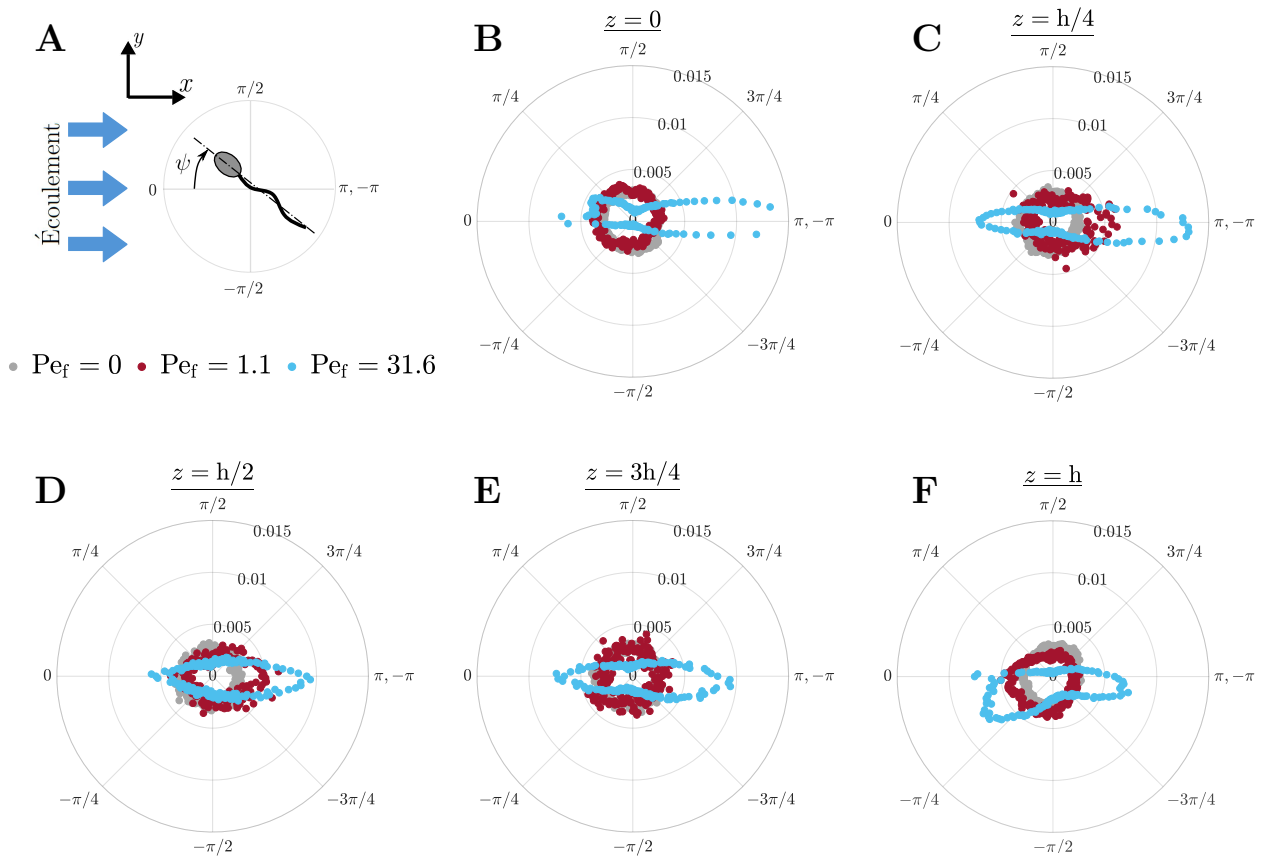 A
y
x
Écoulement
ψ
π/2
0
π, −π
−π/2
B
z = 0
π/2
π/4
3π/4
0.015
0.01
0.005
0
0
π, −π
−π/4
−3π/4
−π/2
C
z = h/4
π/2
π/4
3π/4
0.015
0.01
0.005
0
0
π, −π
−π/4
−3π/4
−π/2
Pe_f = 0 Pe_f = 1.1 Pe_f = 31.6
D
z = h/2
π/2
π/4
3π/4
0.015
0.01
0.005
0
0
π, −π
−π/4
−3π/4
−π/2
E
z = 3h/4
π/2
π/4
3π/4
0.015
0.01
0.005
0
0
π, −π
−π/4
−3π/4
−π/2
F
z = h
π/2
π/4
3π/4
0.015
0.01
0.005
0
0
π, −π
−π/4
−3π/4
−π/2